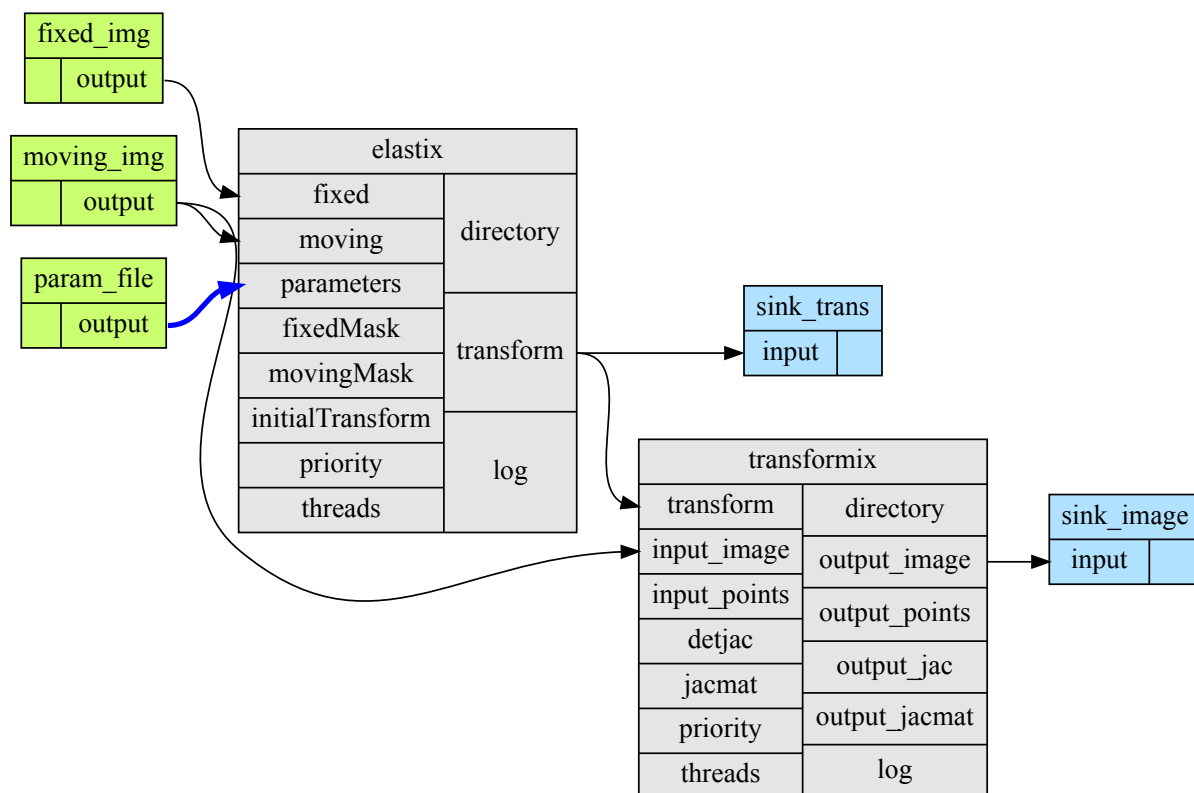 fixed_img
output
moving_img
output
param_file
output
elastix
fixed
moving
parameters
fixedMask
movingMask
initialTransform
priority
threads
directory
transform
log
sink_trans
input
transformix
transform
input_image
input_points
detjac
jacmat
priority
threads
directory
output_image
output_points
output_jac
output_jacmat
log
sink_image
input